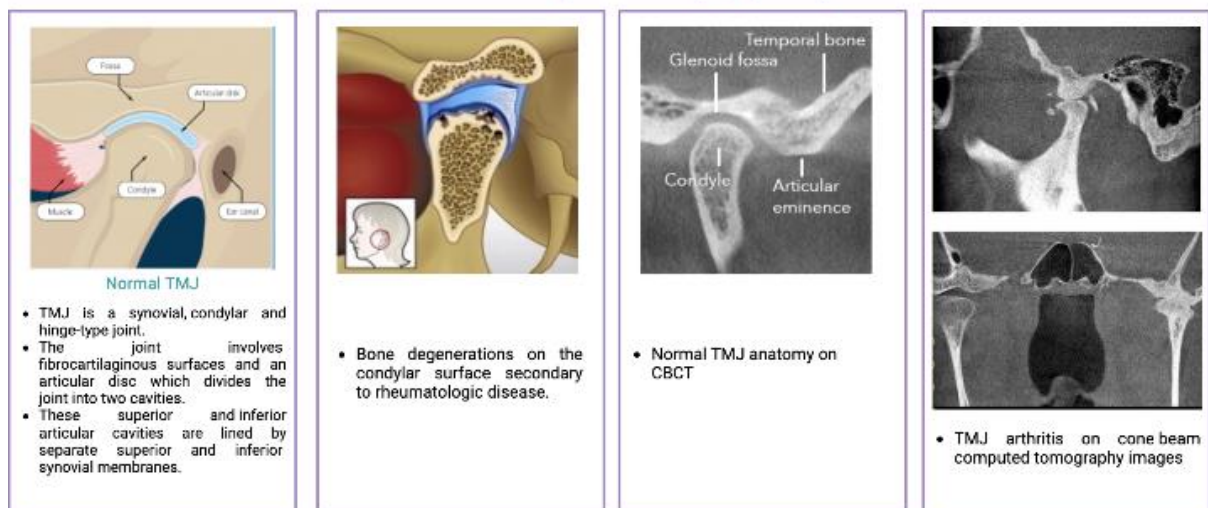 Fossa
Articular disk
Condyle
Muscle
Ear canal
Normal TMJ
• TMJ is a synovial, condylar and
hinge-type joint.
• The joint involves
fibrocartilaginous surfaces and an
articular disc which divides the
joint into two cavities.
• These superior and inferior
articular cavities are lined by
separate superior and inferior
synovial membranes.
• Bone degenerations on the
condylar surface secondary
to rheumatologic disease.
Temporal bone
Glenoid fossa
Condyle
Articular
eminence
• Normal TMJ anatomy on
CBCT
• TMJ arthritis on cone beam
computed tomography images